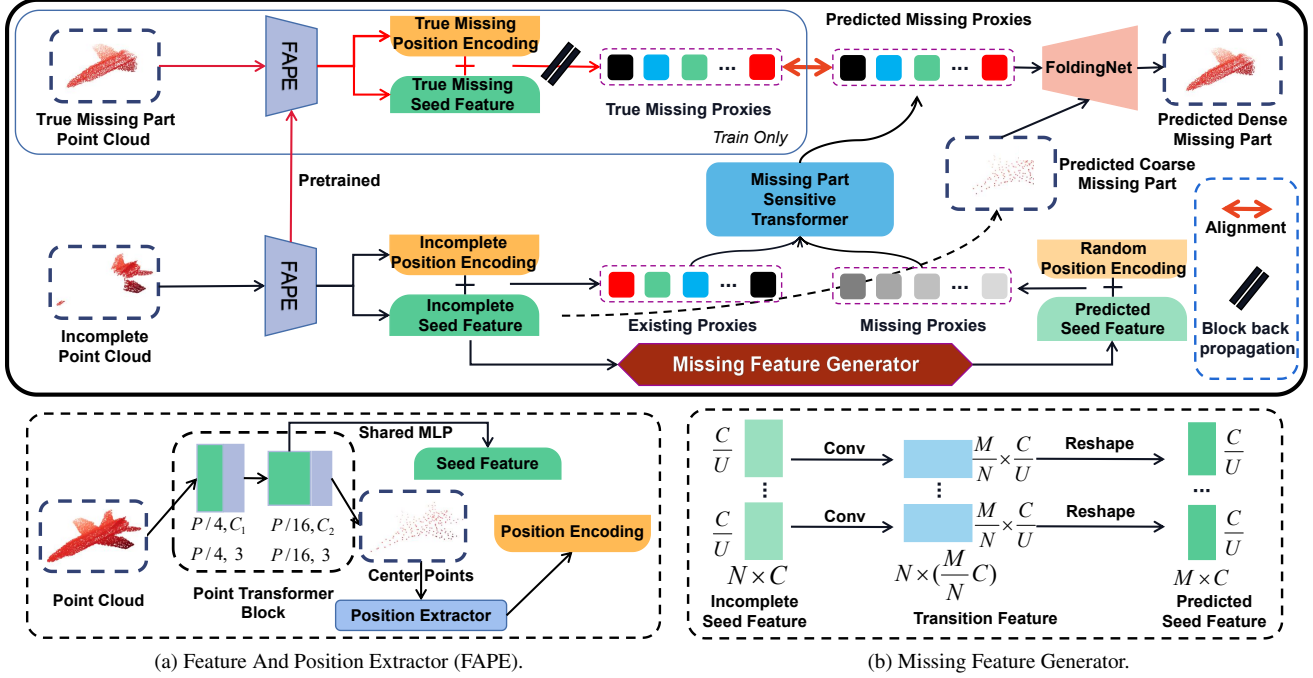 FAPE
True Missing
Position Encoding
True Missing
Seed Feature
True Missing Part
Point Cloud
True Missing Proxies
Train Only
Predicted Missing Proxies
FoldingNet
Predicted Dense
Missing Part
Pretrained
Missing Part
Sensitive
Transformer
Predicted Coarse
Missing Part
Alignment
Block back
propagation
Incomplete
Point Cloud
FAPE
Incomplete
Position Encoding
Incomplete
Seed Feature
Existing Proxies
Missing Proxies
Random
Position Encoding
Predicted
Seed Feature
Missing Feature Generator
Shared MLP
Seed Feature
P / 4, C₁
P / 4, 3
P /16, C₂
P /16, 3
Point Cloud
Point Transformer
Block
Center Points
Position Extractor
Position Encoding
(a) Feature And Position Extractor (FAPE).
C/U
Conv
M/N × C/U
Reshape
C/U
C/U
Conv
M/N × C/U
Reshape
C/U
N × C
N × (M/N C)
M × C
Incomplete
Seed Feature
Transition Feature
Predicted
Seed Feature
(b) Missing Feature Generator.